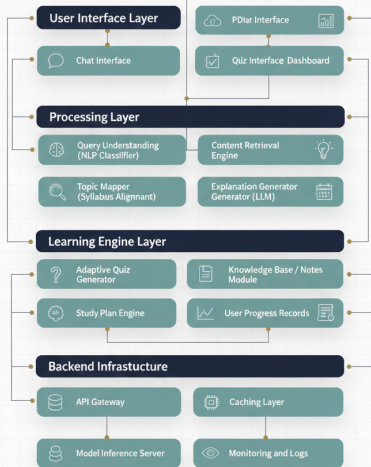 User Interface Layer
PDfar Interface
Chat Interface
Quiz Interface Dashboard
Processing Layer
Query Understanding
(NLP Classiffier)
Content Retrieval
Engine
Topic Mapper
(Syllabus Alignnant)
Explanation Generator
Generator (LLM)
Learning Engine Layer
Adaptive Quiz
Generator
Knowledge Base / Notes
Module
Study Plan Engine
User Progress Records
Backend Infrastucture
API Gateway
Caching Layer
Model Inference Server
Monitoring and Logs